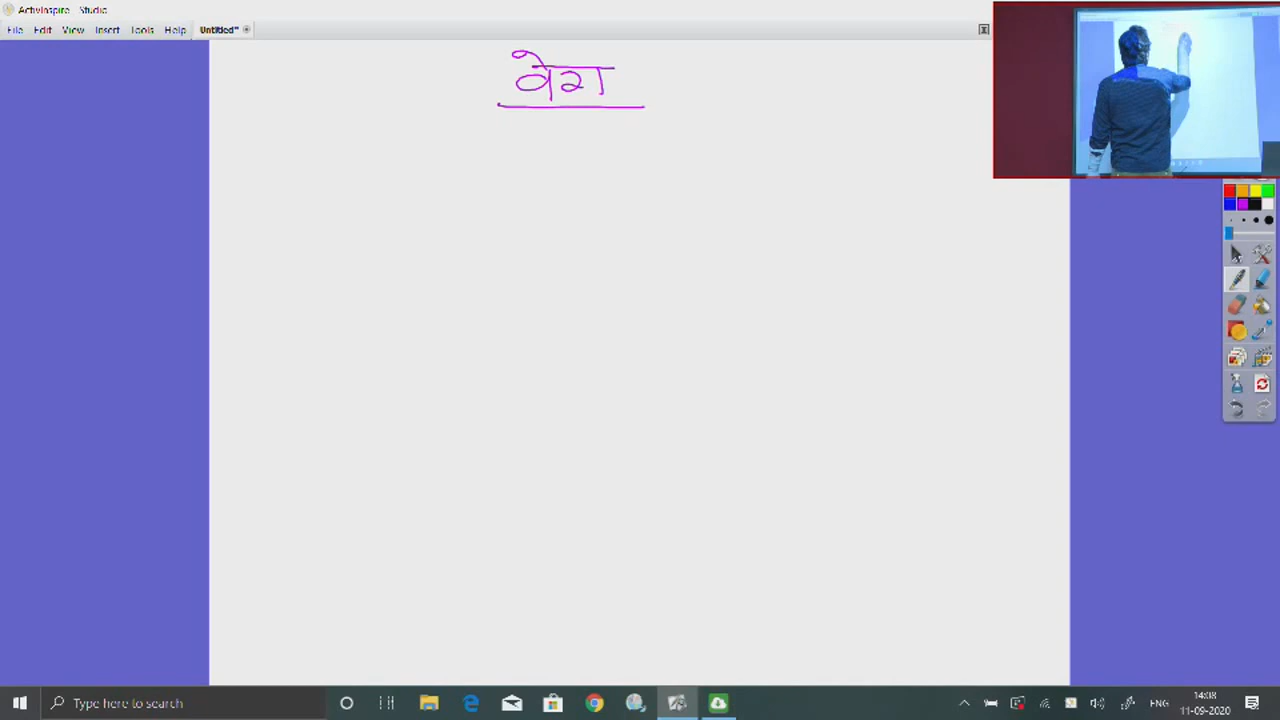 ActivInspire - Studio
File Edit View Insert Tools Help Untitled*
वेग
Type here to search
ENG
14:08
11-09-2020